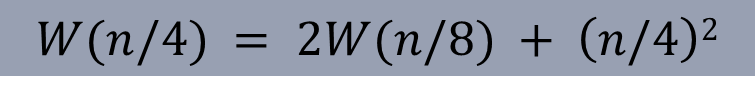 W(n/4) = 2W(n/8) + (n/4)²